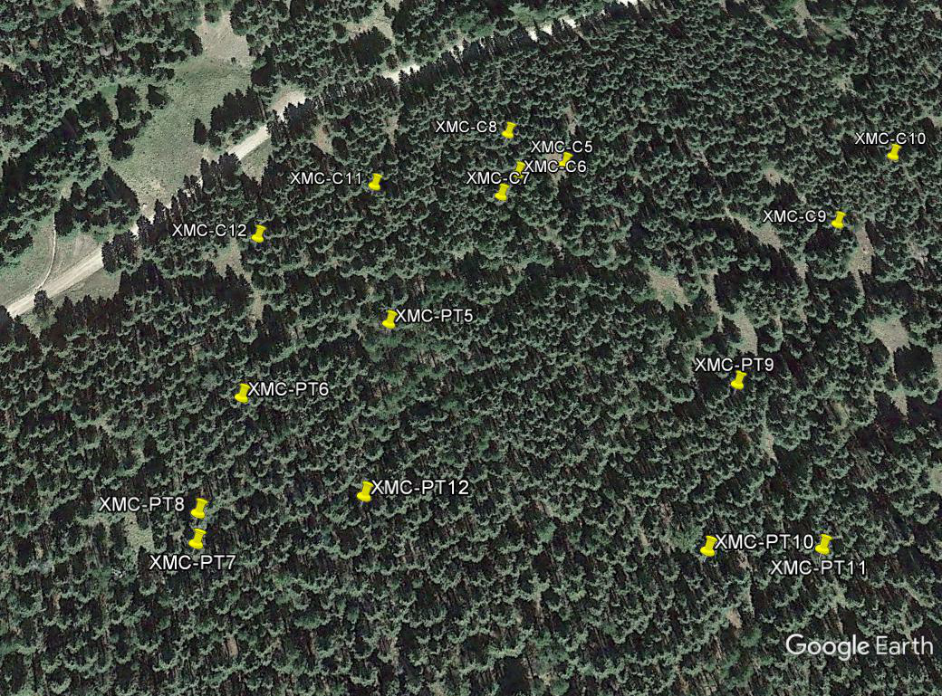 XMC-C8
XMC-C5
XMC-C10
XMC-C6
XMC-C7
XMC-C11
XMC-C9
XMC-C12
XMC-PT5
XMC-PT9
XMC-PT6
XMC-PT12
XMC-PT8
XMC-PT10
XMC-PT7
XMC-PT11
Google Earth